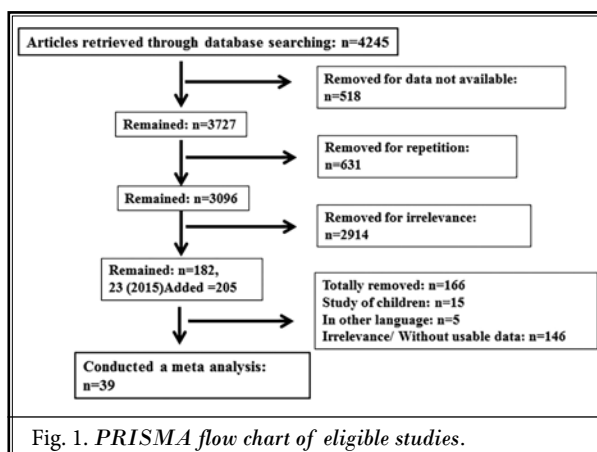 Articles retrieved through database searching: n=4245
Removed for data not available:
n=518
Remained: n=3727
Removed for repetition:
n=631
Remained: n=3096
Removed for irrelevance:
n=2914
Remained: n=182,
23 (2015)Added =205
Totally removed: n=166
Study of children: n=15
In other language: n=5
Irrelevance/ Without usable data: n=146
Conducted a meta analysis:
n=39
Fig. 1. PRISMA flow chart of eligible studies.